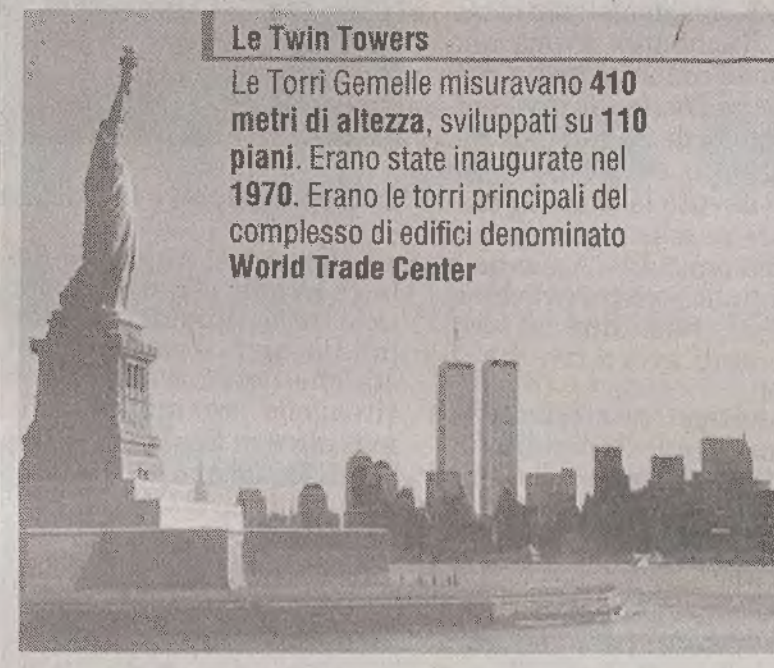 Le Twin Towers
Le Torri Gemelle misuravano 410
metri di altezza, sviluppati su 110
piani. Erano state inaugurate nel
1970. Erano le torri principali del
complesso di edifici denominato
World Trade Center